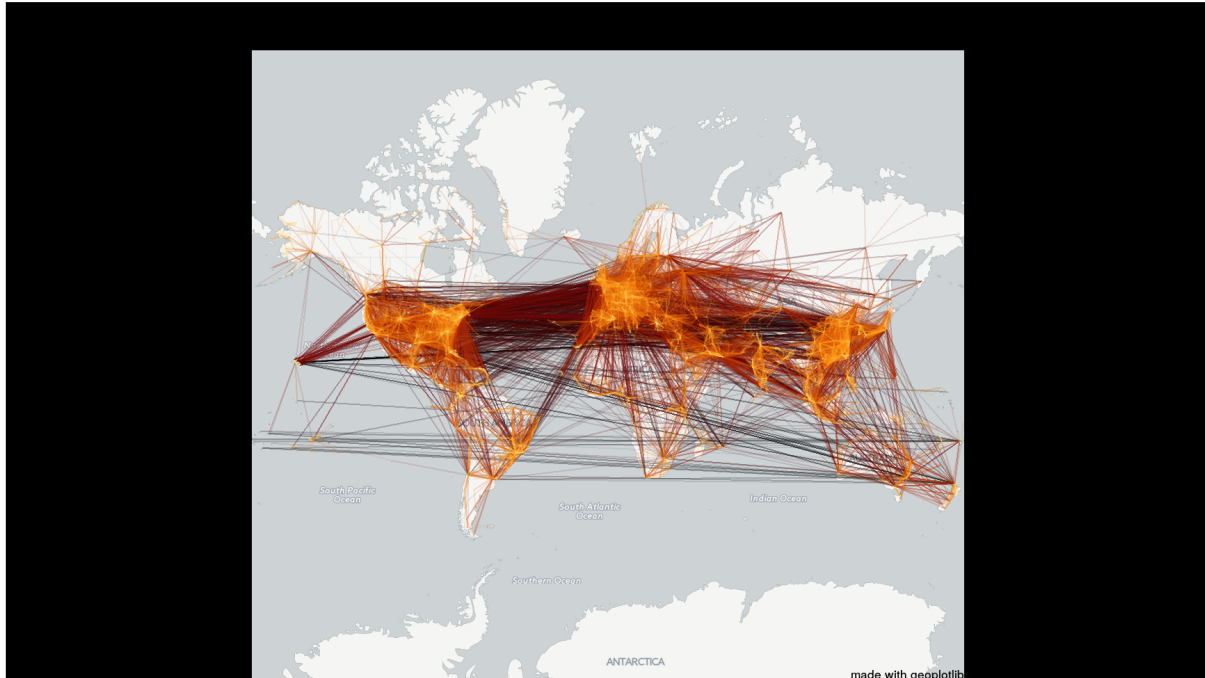 South Pacific
Ocean
South Atlantic
Ocean
Indian Ocean
Southern Ocean
ANTARCTICA
made with geoplotlib